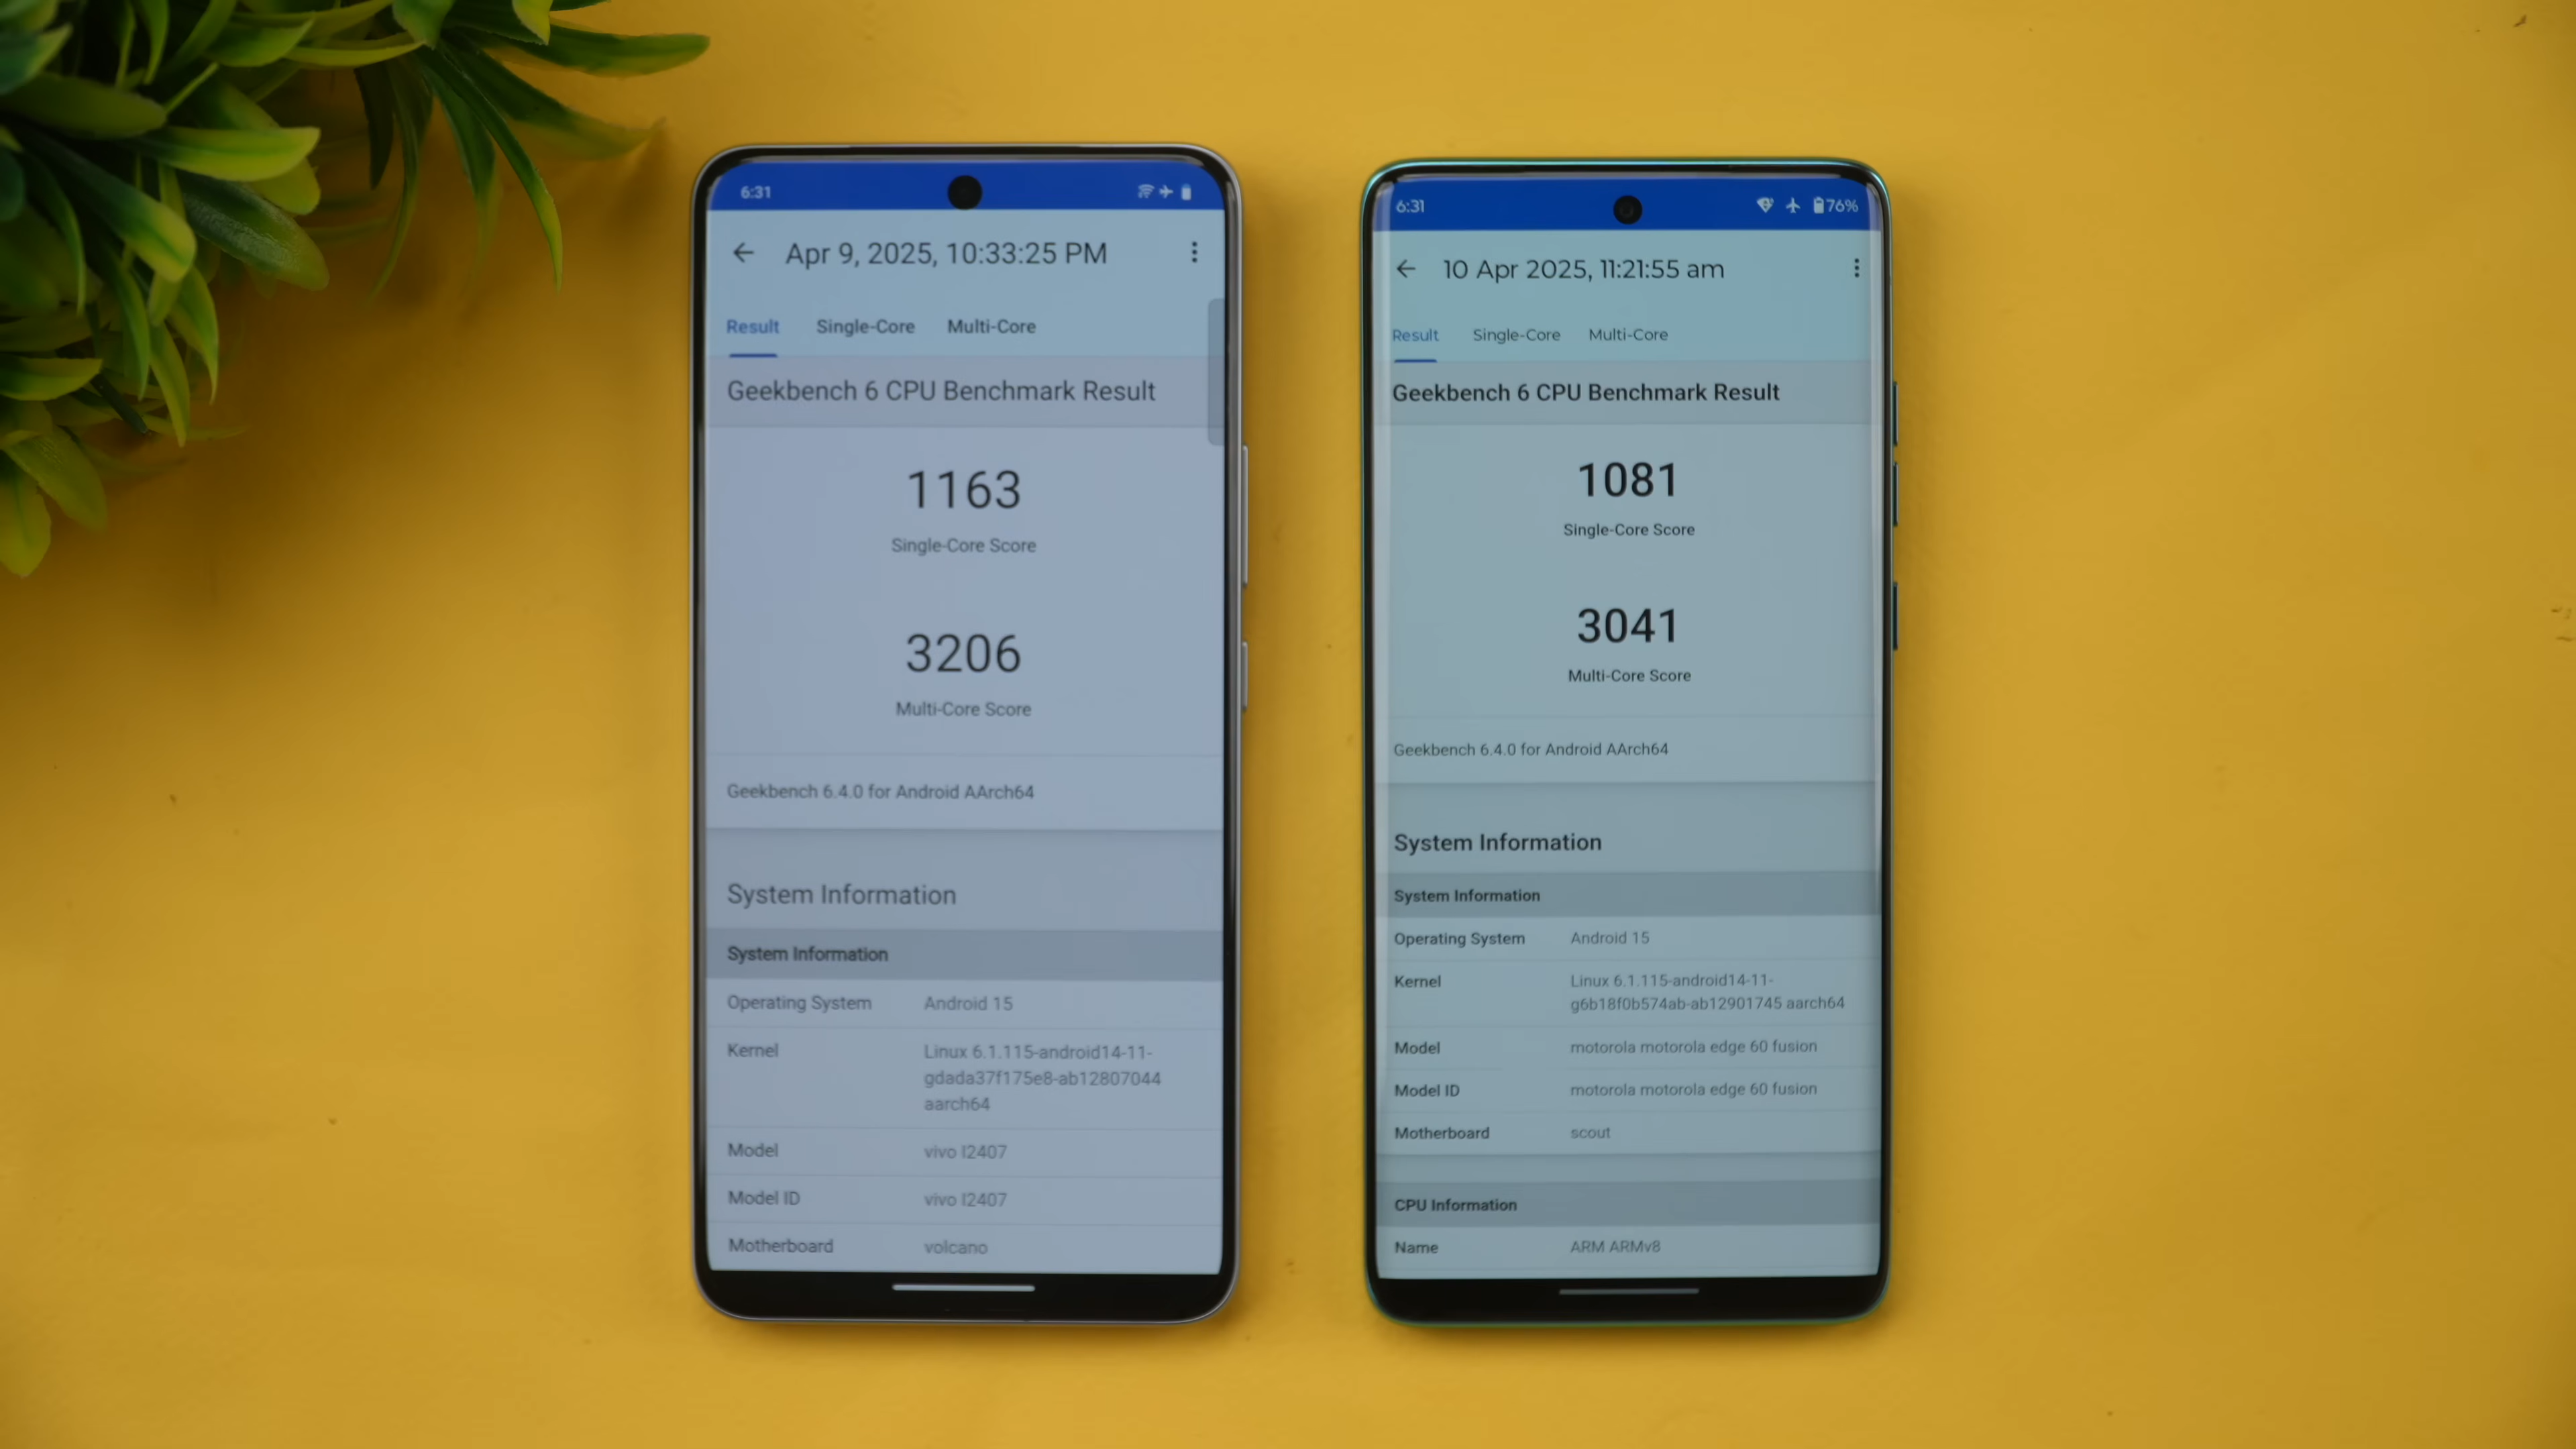 6:31
Apr 9, 2025, 10:33:25 PM
Result Single-Core Multi-Core
Geekbench 6 CPU Benchmark Result
1163
Single-Core Score
3206
Multi-Core Score
Geekbench 6.4.0 for Android AArch64
System Information
System Information
Operating System Android 15
Kernel Linux 6.1.115-android14-11-
gdada37f175e8-ab12807044
aarch64
Model vivo I2407
Model ID vivo I2407
Motherboard volcano
6:31 76%
10 Apr 2025, 11:21:55 am
Result Single-Core Multi-Core
Geekbench 6 CPU Benchmark Result
1081
Single-Core Score
3041
Multi-Core Score
Geekbench 6.4.0 for Android AArch64
System Information
System Information
Operating System Android 15
Kernel Linux 6.1.115-android14-11-
g6b18f0b574ab-ab12901745 aarch64
Model motorola motorola edge 60 fusion
Model ID motorola motorola edge 60 fusion
Motherboard scout
CPU Information
Name ARM ARMv8